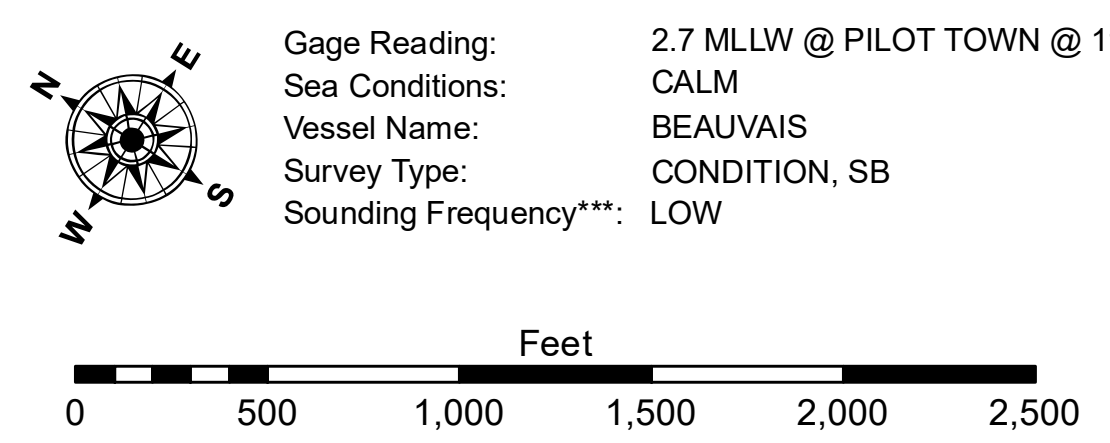 N
E
S
W
Gage Reading: 2.7 MLLW @ PILOT TOWN @ 1
Sea Conditions: CALM
Vessel Name: BEAUVAIS
Survey Type: CONDITION, SB
Sounding Frequency***: LOW
Feet
0 500 1,000 1,500 2,000 2,500